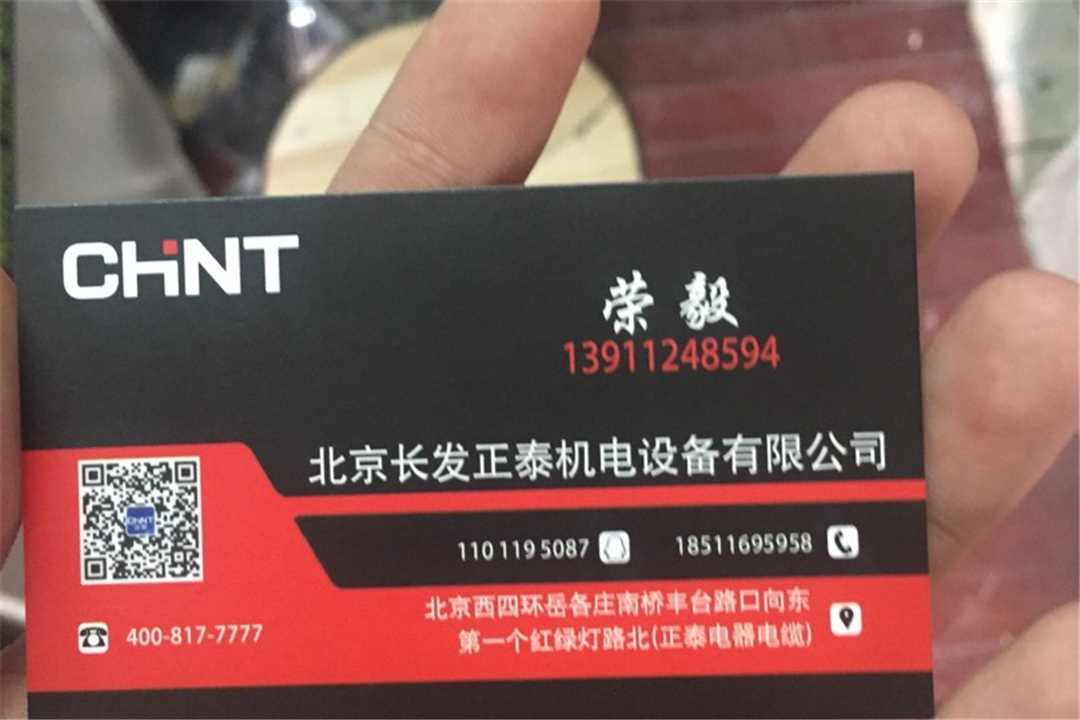 CHNT
荣毅
13911248594
北京长发正泰机电设备有限公司
110 119 5087
18511695958
北京西四环岳各庄南桥丰台路口向东
第一个红绿灯路北(正泰电器电缆)
400-817-7777